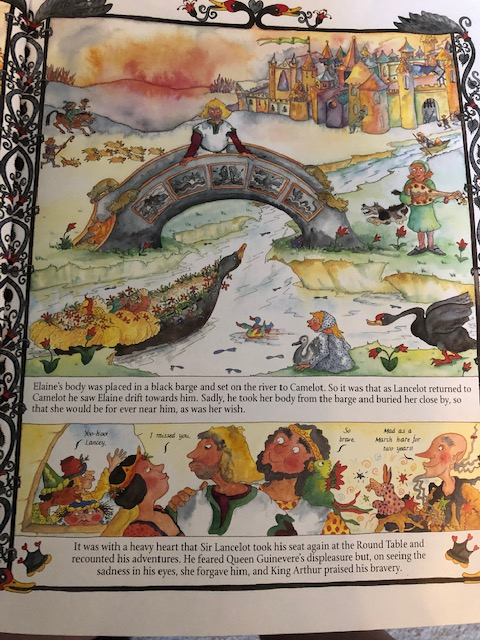 Elaine's body was placed in a black barge and set on the river to Camelot. So it was that as Lancelot returned to
Camelot he saw Elaine drift towards him. Sadly, he took her body from the barge and buried her close by, so
that she would be for ever near him, as was her wish.
Yoo-hoo!
Lancey.
I missed you.
So
brave.
Mad as a
March hare for
two years!
It was with a heavy heart that Sir Lancelot took his seat again at the Round Table and
recounted his adventures. He feared Queen Guinevere's displeasure but, on seeing the
sadness in his eyes, she forgave him, and King Arthur praised his bravery.